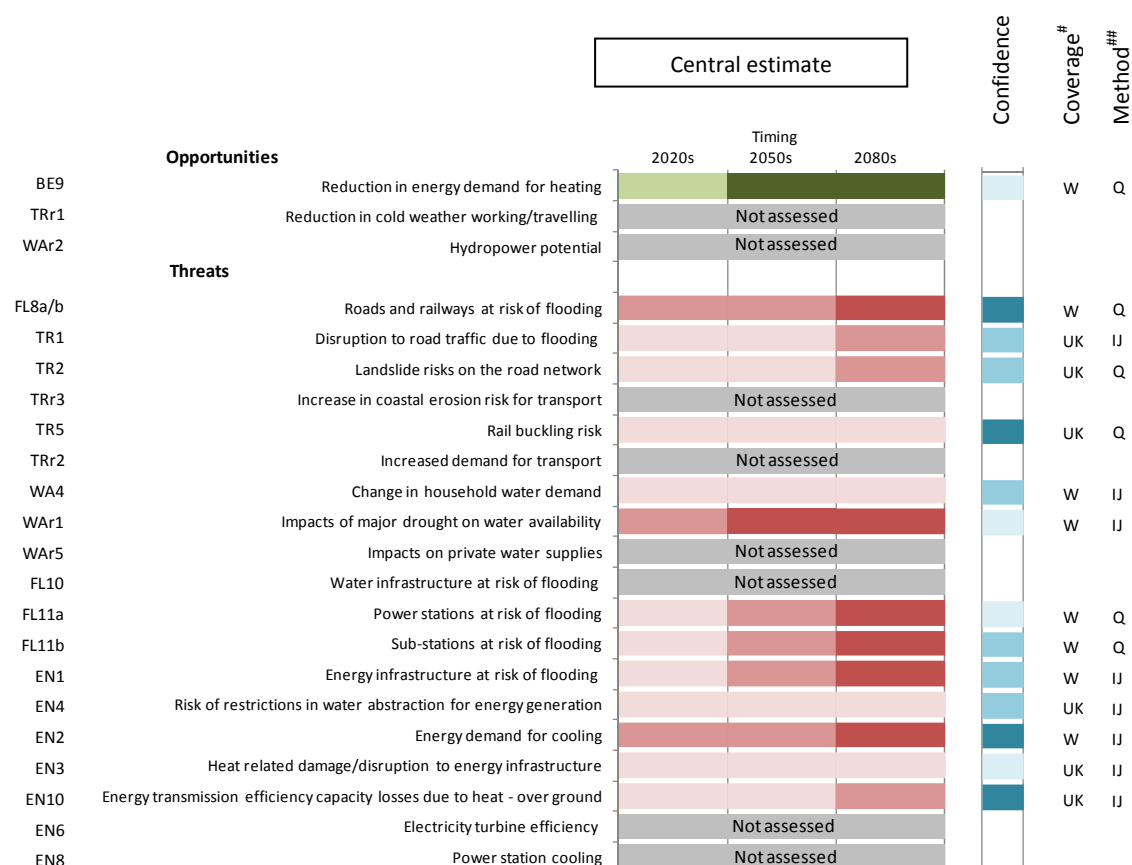 Central estimate
Confidence
Coverage#
Method##
Timing
Opportunities 2020s 2050s 2080s
BE9 Reduction in energy demand for heating W Q
TRr1 Reduction in cold weather working/travelling Not assessed
WAr2 Hydropower potential Not assessed
Threats
FL8a/b Roads and railways at risk of flooding W Q
TR1 Disruption to road traffic due to flooding UK IJ
TR2 Landslide risks on the road network UK Q
TRr3 Increase in coastal erosion risk for transport Not assessed
TR5 Rail buckling risk UK Q
TRr2 Increased demand for transport Not assessed
WA4 Change in household water demand W IJ
WAr1 Impacts of major drought on water availability W IJ
WAr5 Impacts on private water supplies Not assessed
FL10 Water infrastructure at risk of flooding Not assessed
FL11a Power stations at risk of flooding W Q
FL11b Sub-stations at risk of flooding W Q
EN1 Energy infrastructure at risk of flooding W IJ
EN4 Risk of restrictions in water abstraction for energy generation UK IJ
EN2 Energy demand for cooling W IJ
EN3 Heat related damage/disruption to energy infrastructure UK IJ
EN10 Energy transmission efficiency capacity losses due to heat - over ground UK IJ
EN6 Electricity turbine efficiency Not assessed
EN8 Power station cooling Not assessed